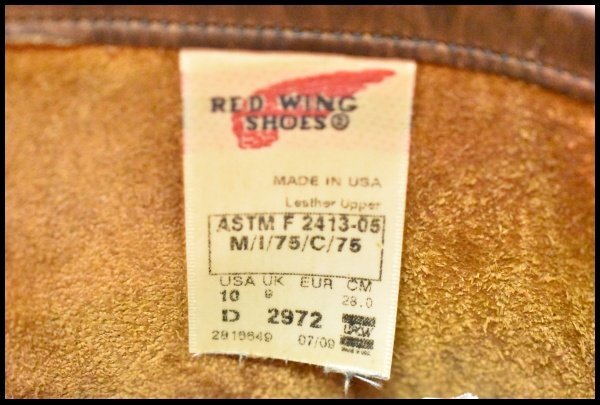 RED WING
SHOES®
MADE IN USA
Leather Upper
ASTM F 2413-05
M/I/75/C/75
USA UK EUR CM
10 9 28.0
D 2972
2919649 07/09